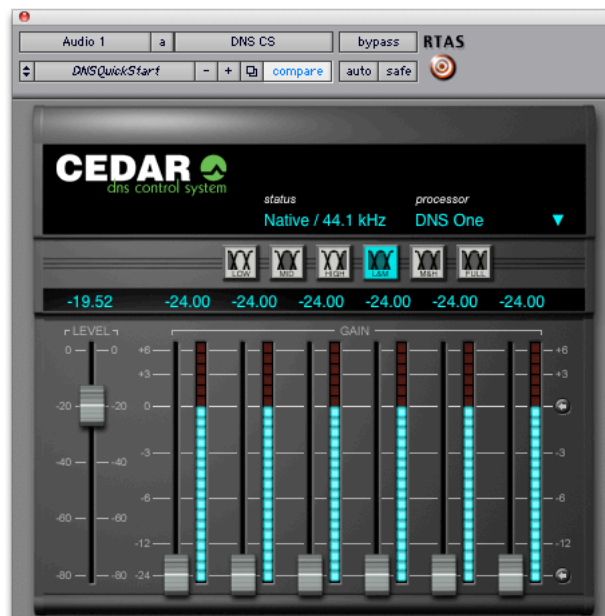 Audio 1 a DNS CS bypass RTAS
DNSQuickStart - + compare auto safe
CEDAR
dns control system
status processor
Native / 44.1 kHz DNS One
LOW MID HIGH L&M M&H FULL
-19.52 -24.00 -24.00 -24.00 -24.00 -24.00 -24.00
LEVEL GAIN
0 0 +6 +6
+3 +3
-20 -20 0 0
-40 -40 -3 -3
-6 -6
-60 -60 -12 -12
-80 -80 -24